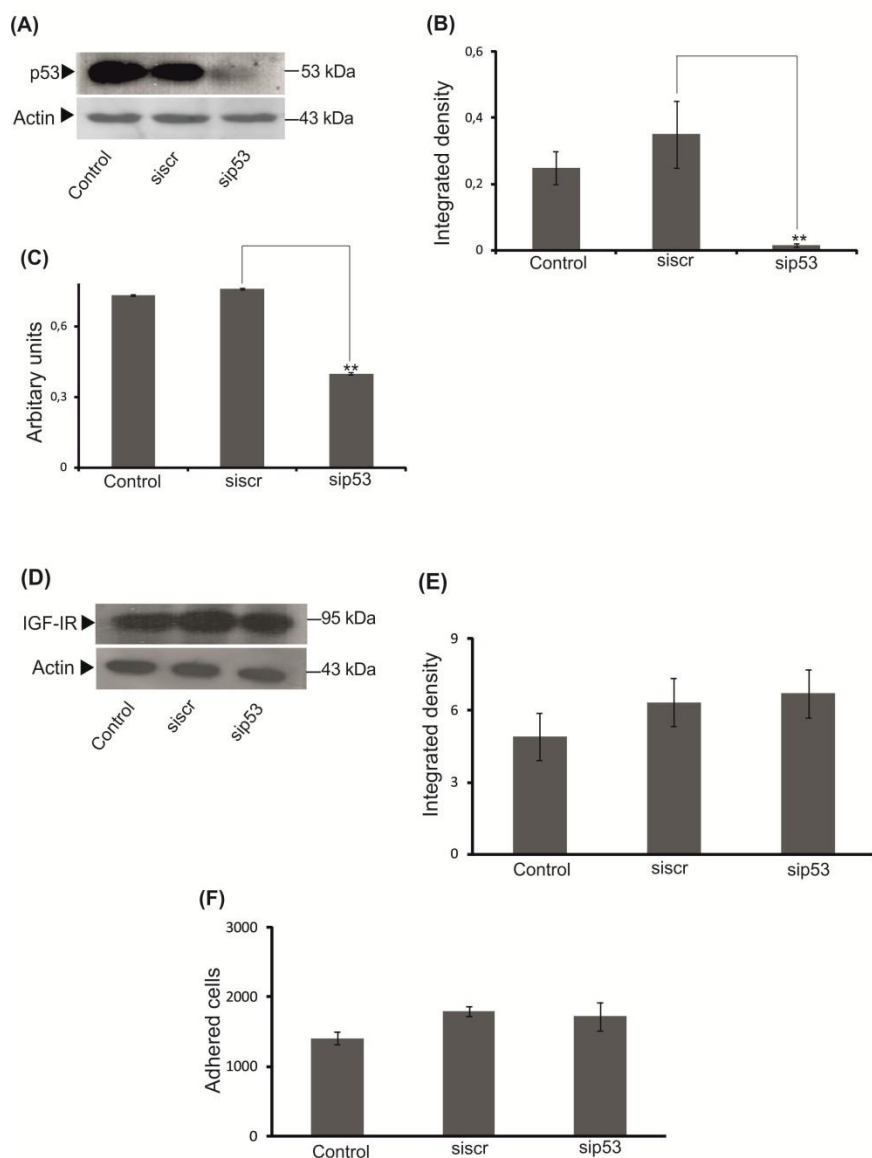 (A)
p53 53 kDa
Actin 43 kDa
Control siscr sip53
(B)
Integrated density
0,6
0,4
0,2
0
**
Control siscr sip53
(C)
Arbitary units
0,6
0,3
0
**
Control siscr sip53
(D)
IGF-IR 95 kDa
Actin 43 kDa
Control siscr sip53
(E)
Integrated density
9
6
3
0
Control siscr sip53
(F)
Adhered cells
3000
2000
1000
0
Control siscr sip53